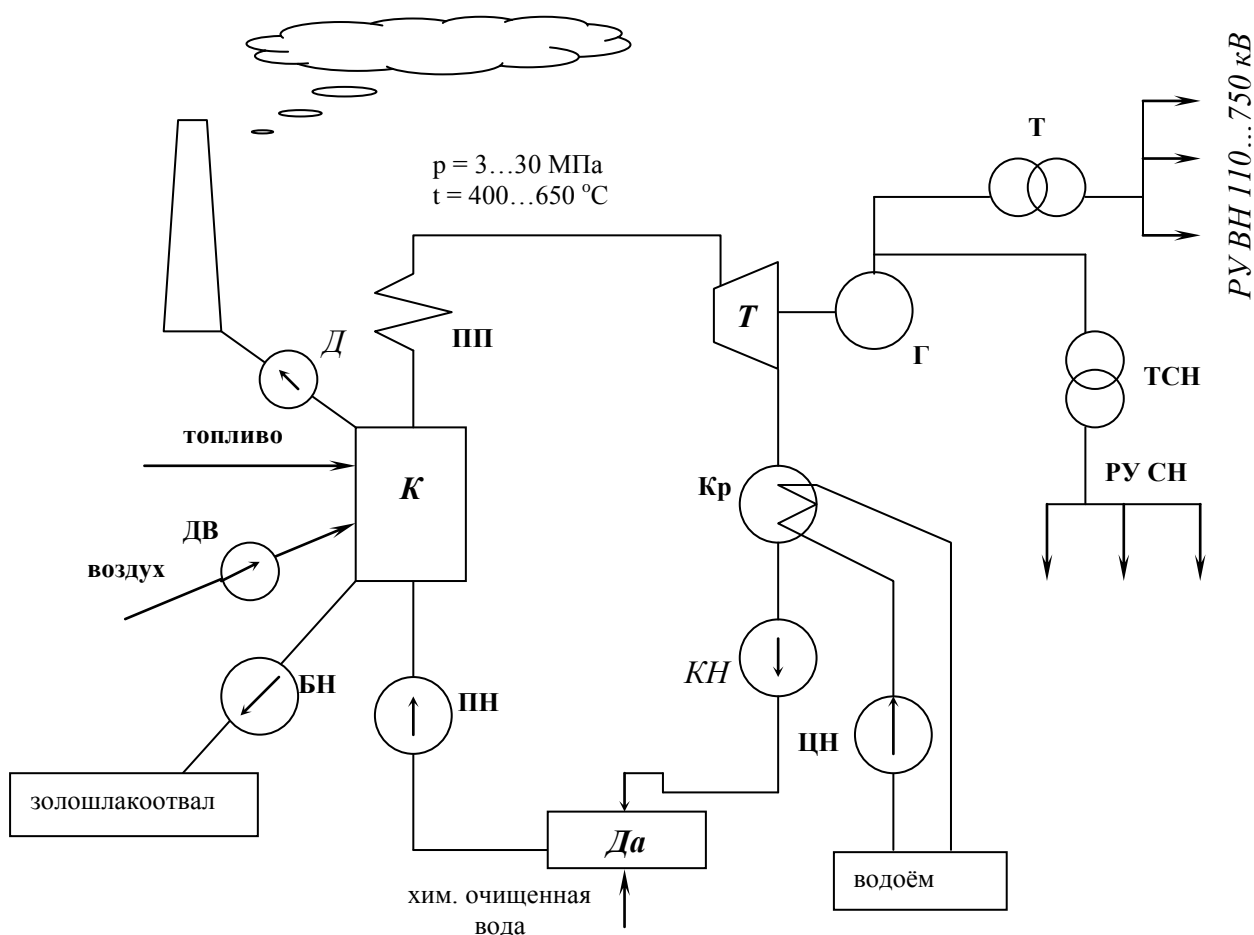 РУ ВН 110...750 кВ
Т
p = 3…30 МПа
t = 400…650 °С
Д
ПП
Т
Г
ТСН
топливо
К
Кр
РУ СН
ДВ
воздух
БН
ПН
КН
ЦН
золошлакоотвал
Да
водоём
хим. очищенная
вода